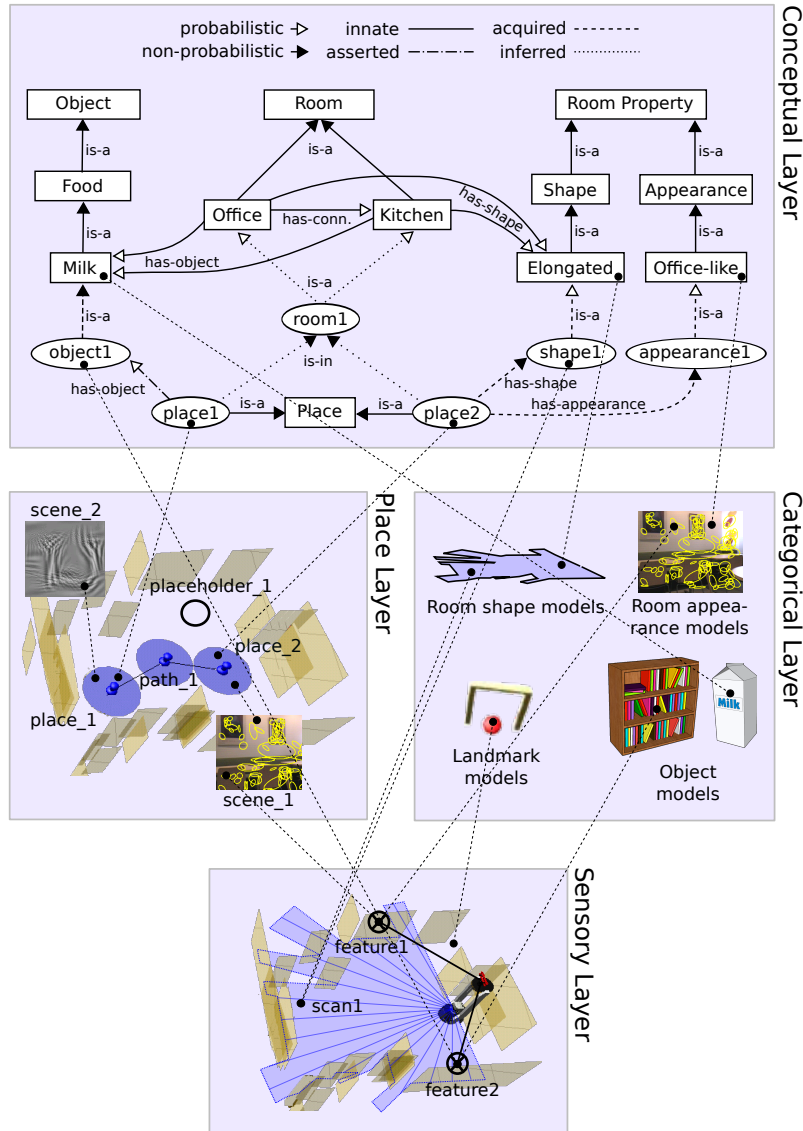 probabilistic
innate
acquired
non-probabilistic
asserted
inferred
Conceptual Layer
Object
Room
Room Property
is-a
is-a
is-a
is-a
Food
Office
Kitchen
Shape
Appearance
has-conn.
has-shape
is-a
is-a
is-a
Milk
has-object
Elongated
Office-like
is-a
is-a
is-a
is-a
room1
object1
is-in
shape1
appearance1
has-object
has-shape
place1
is-a
Place
is-a
place2
has-appearance
Place Layer
scene_2
placeholder_1
place_2
path_1
place_1
scene_1
Categorical Layer
Room shape models
Room appea-
rance models
Landmark
models
Milk
Object
models
Sensory Layer
feature1
scan1
feature2